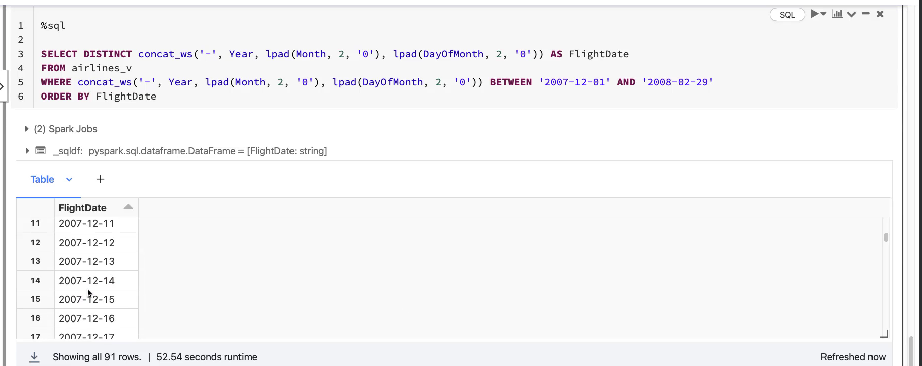 SQL
1 %sql
2
3 SELECT DISTINCT concat_ws('-', Year, lpad(Month, 2, '0'), lpad(DayOfMonth, 2, '0')) AS FlightDate
4 FROM airlines_v
5 WHERE concat_ws('-', Year, lpad(Month, 2, '0'), lpad(DayOfMonth, 2, '0')) BETWEEN '2007-12-01' AND '2008-02-29'
6 ORDER BY FlightDate
(2) Spark Jobs
_sqldf: pyspark.sql.dataframe.DataFrame = [FlightDate: string]
Table +
FlightDate
11 2007-12-11
12 2007-12-12
13 2007-12-13
14 2007-12-14
15 2007-12-15
16 2007-12-16
17 2007-12-17
Showing all 91 rows. | 52.54 seconds runtime Refreshed now